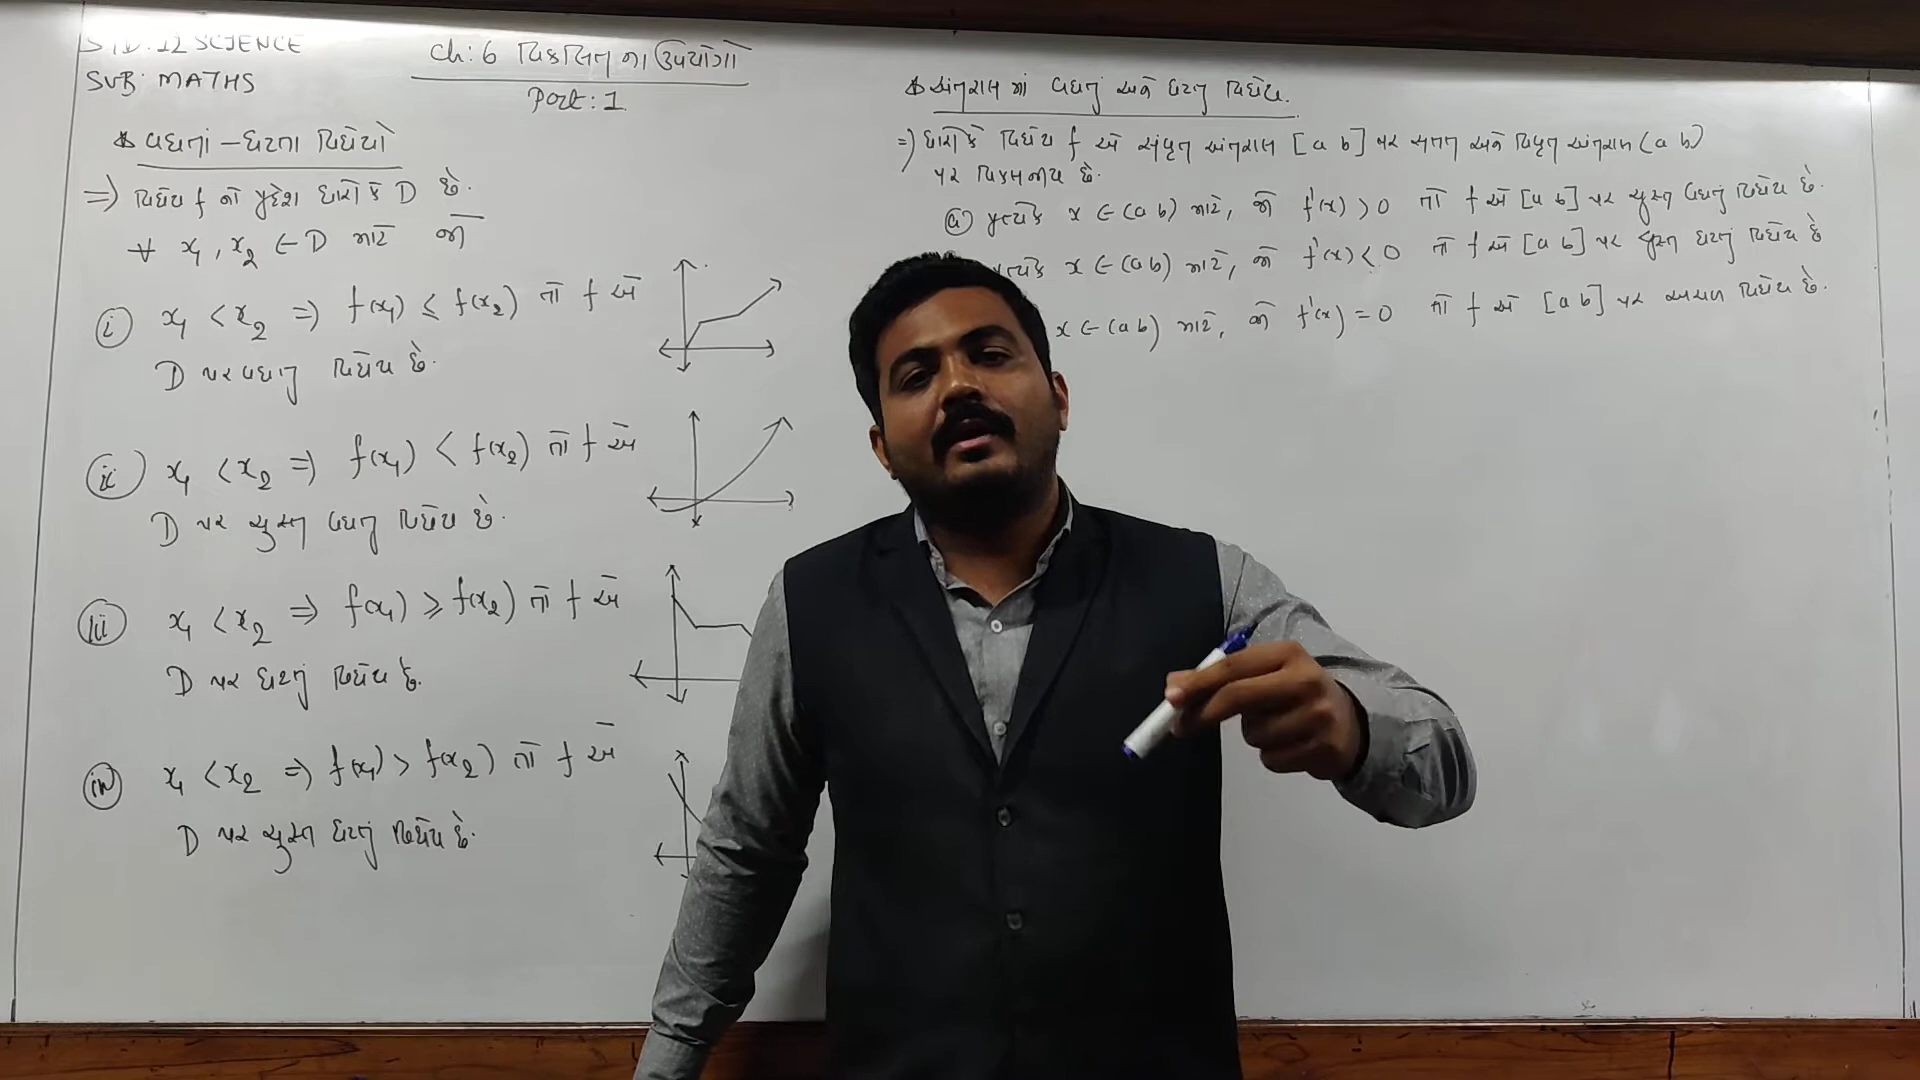 STD. 12 SCIENCE
SUB: MATHS
Ch: 6 વિકલિતના ઉપયોગો
Part: 1
* વધતાં - ઘટતા વિધેયો
=> વિધેય f નો પ્રદેશ ધારો કે D છે.
∀ x₁, x₂ ∈ D માટે જો
(i) x₁ < x₂ => f(x₁) ≤ f(x₂) તો f એ
D પર વધતું વિધેય છે.
(ii) x₁ < x₂ => f(x₁) < f(x₂) તો f એ
D પર ચુસ્ત વધતું વિધેય છે.
(iii) x₁ < x₂ => f(x₁) ≥ f(x₂) તો f એ
D પર ઘટતું વિધેય છે.
(iv) x₁ < x₂ => f(x₁) > f(x₂) તો f એ
D પર ચુસ્ત ઘટતું વિધેય છે.
* અંતરાલ માં વધતું અને ઘટતું વિધેય.
=) ધારો કે વિધેય f એ સંવૃત અંતરાલ [a b] પર સતત અને વિવૃત અંતરાલ (a b)
પર વિકલનીય છે.
(a) પ્રત્યેક x ∈ (a b) માટે, જો f'(x) > 0 તો f એ [a b] પર ચુસ્ત વધતું વિધેય છે.
x ∈ (a b) માટે, જો f'(x) < 0 તો f એ [a b] પર ચુસ્ત ઘટતું વિધેય છે
x ∈ (a b) માટે, જો f'(x) = 0 તો f એ [a b] પર અચળ વિધેય છે.